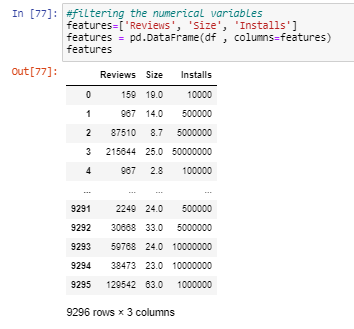 In [77]: #filtering the numerical variables
features=['Reviews', 'Size', 'Installs']
features = pd.DataFrame(df , columns=features)
features
Out[77]:
Reviews Size Installs
0 159 19.0 10000
1 967 14.0 500000
2 87510 8.7 5000000
3 215644 25.0 50000000
4 967 2.8 100000
... ... ... ...
9291 2249 24.0 500000
9292 30668 33.0 5000000
9293 59768 24.0 10000000
9294 38473 23.0 10000000
9295 129542 63.0 1000000
9296 rows × 3 columns